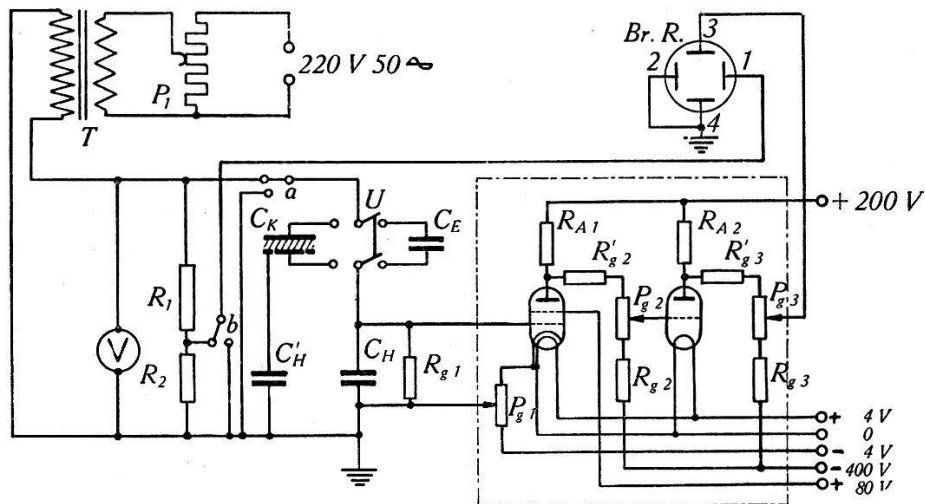 220 V 50 ~
P1
T
Br. R.
3
2
1
4
a
U
CK
CE
+ 200 V
RA1
R'g2
RA2
R'g3
Pg2
Pg3
R1
b
V
R2
C'H
CH
Rg1
Pg1
Rg2
Rg3
+ 4 V
0
- 4 V
- 400 V
+ 80 V